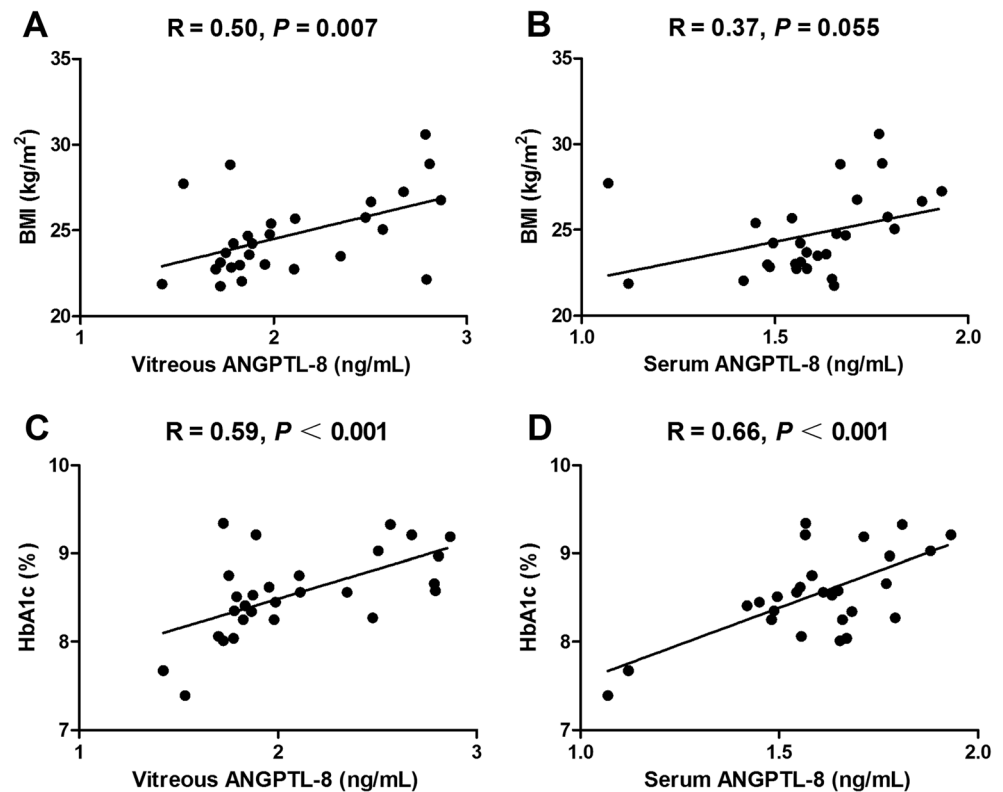 A
R = 0.50, P = 0.007
35
30
25
20
BMI (kg/m²)
1 2 3
Vitreous ANGPTL-8 (ng/mL)
B
R = 0.37, P = 0.055
35
30
25
20
BMI (kg/m²)
1.0 1.5 2.0
Serum ANGPTL-8 (ng/mL)
C
R = 0.59, P < 0.001
10
9
8
7
HbA1c (%)
1 2 3
Vitreous ANGPTL-8 (ng/mL)
D
R = 0.66, P < 0.001
10
9
8
7
HbA1c (%)
1.0 1.5 2.0
Serum ANGPTL-8 (ng/mL)